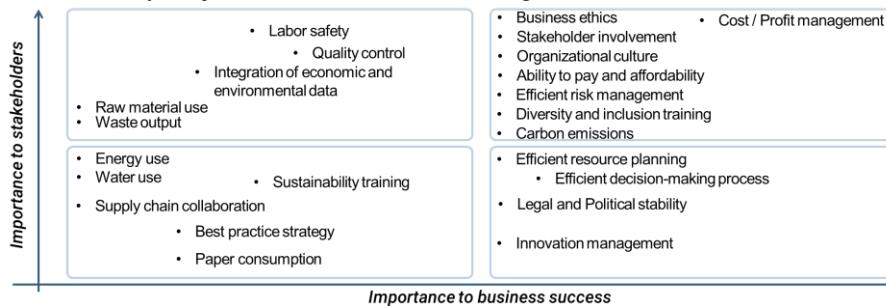 Importance to stakeholders
• Labor safety
• Quality control
• Integration of economic and
environmental data
• Raw material use
• Waste output
• Business ethics
• Cost / Profit management
• Stakeholder involvement
• Organizational culture
• Ability to pay and affordability
• Efficient risk management
• Diversity and inclusion training
• Carbon emissions
• Energy use
• Water use
• Sustainability training
• Supply chain collaboration
• Best practice strategy
• Paper consumption
• Efficient resource planning
• Efficient decision-making process
• Legal and Political stability
• Innovation management
Importance to business success